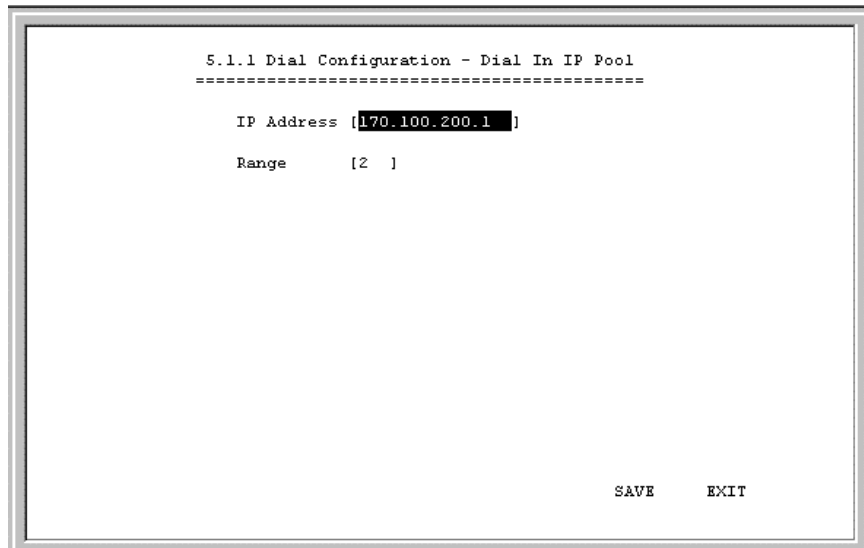 5.1.1 Dial Configuration - Dial In IP Pool
============================================
IP Address [170.100.200.1 ]
Range [2 ]
SAVE EXIT